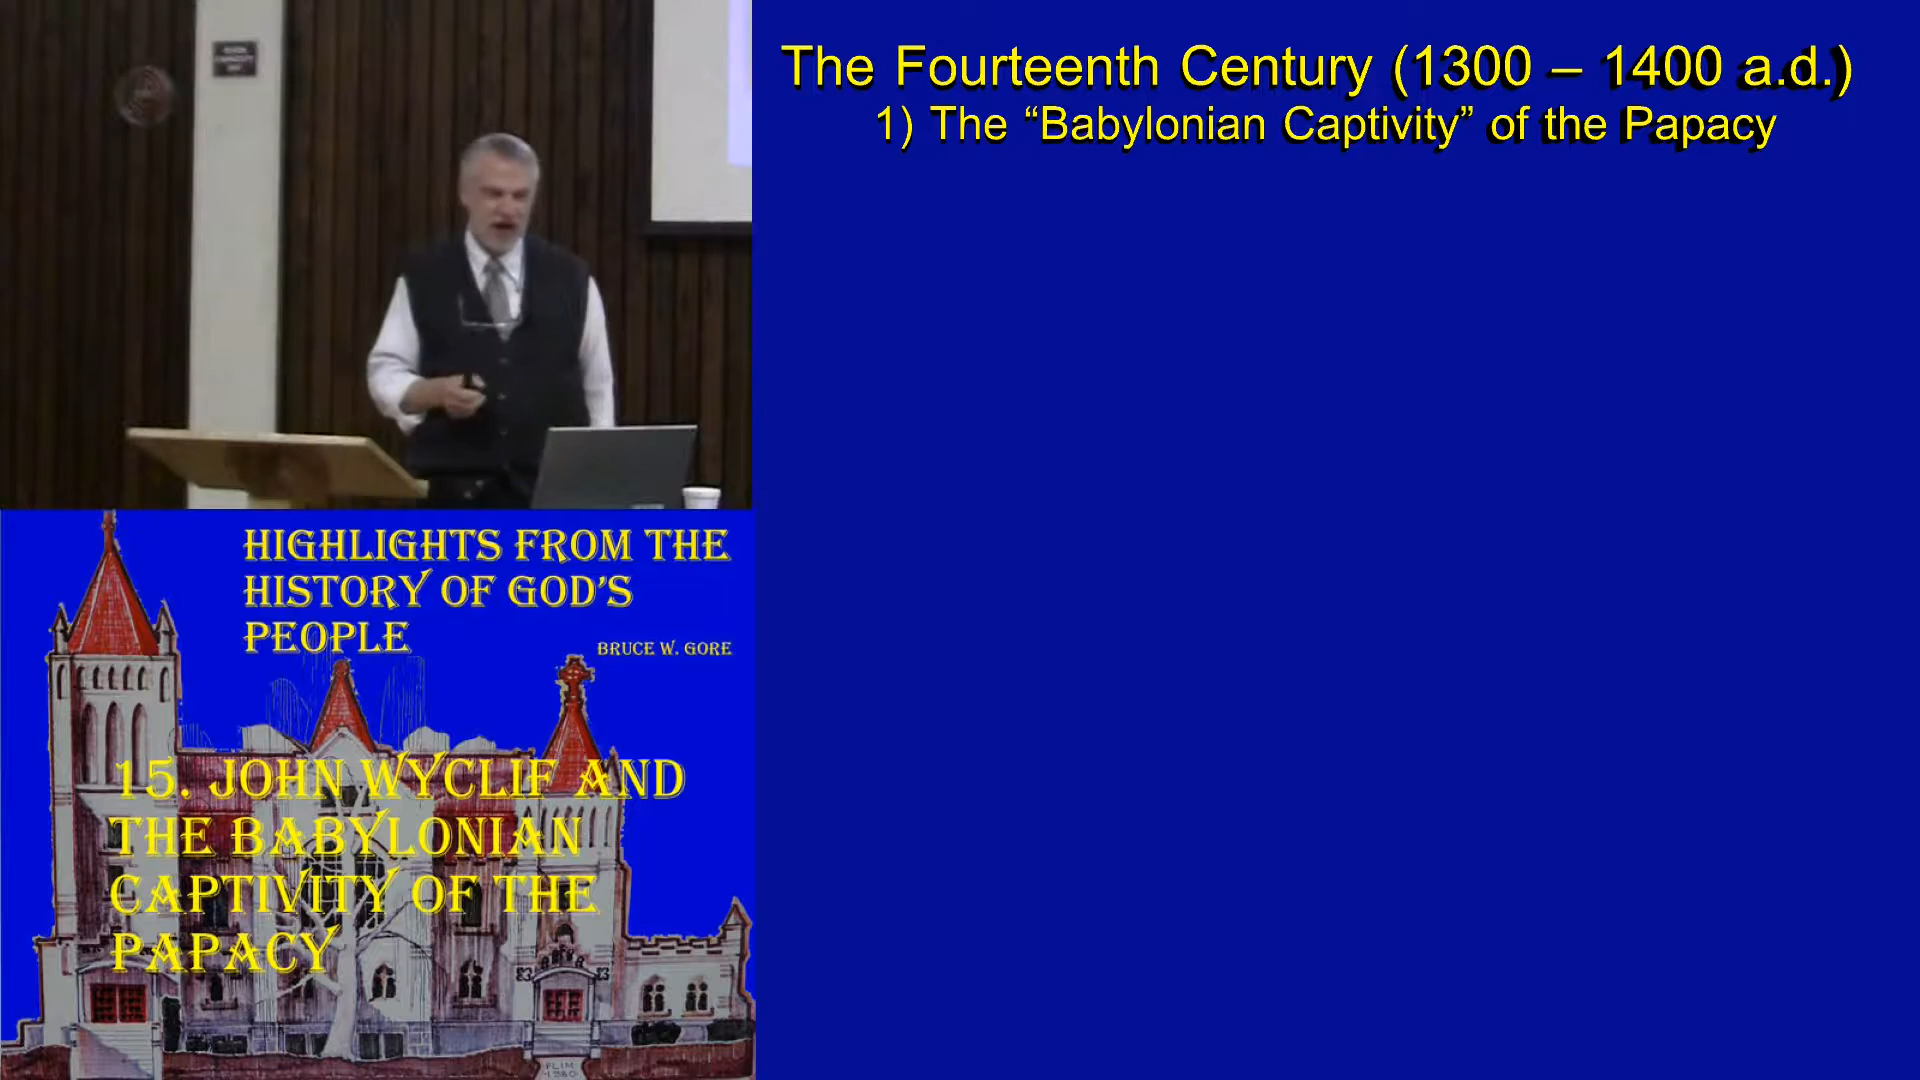 The Fourteenth Century (1300 – 1400 a.d.)
1) The “Babylonian Captivity” of the Papacy
HIGHLIGHTS FROM THE
HISTORY OF GOD’S
PEOPLE
BRUCE W. GORE
15. JOHN WYCLIF AND
THE BABYLONIAN
CAPTIVITY OF THE
PAPACY